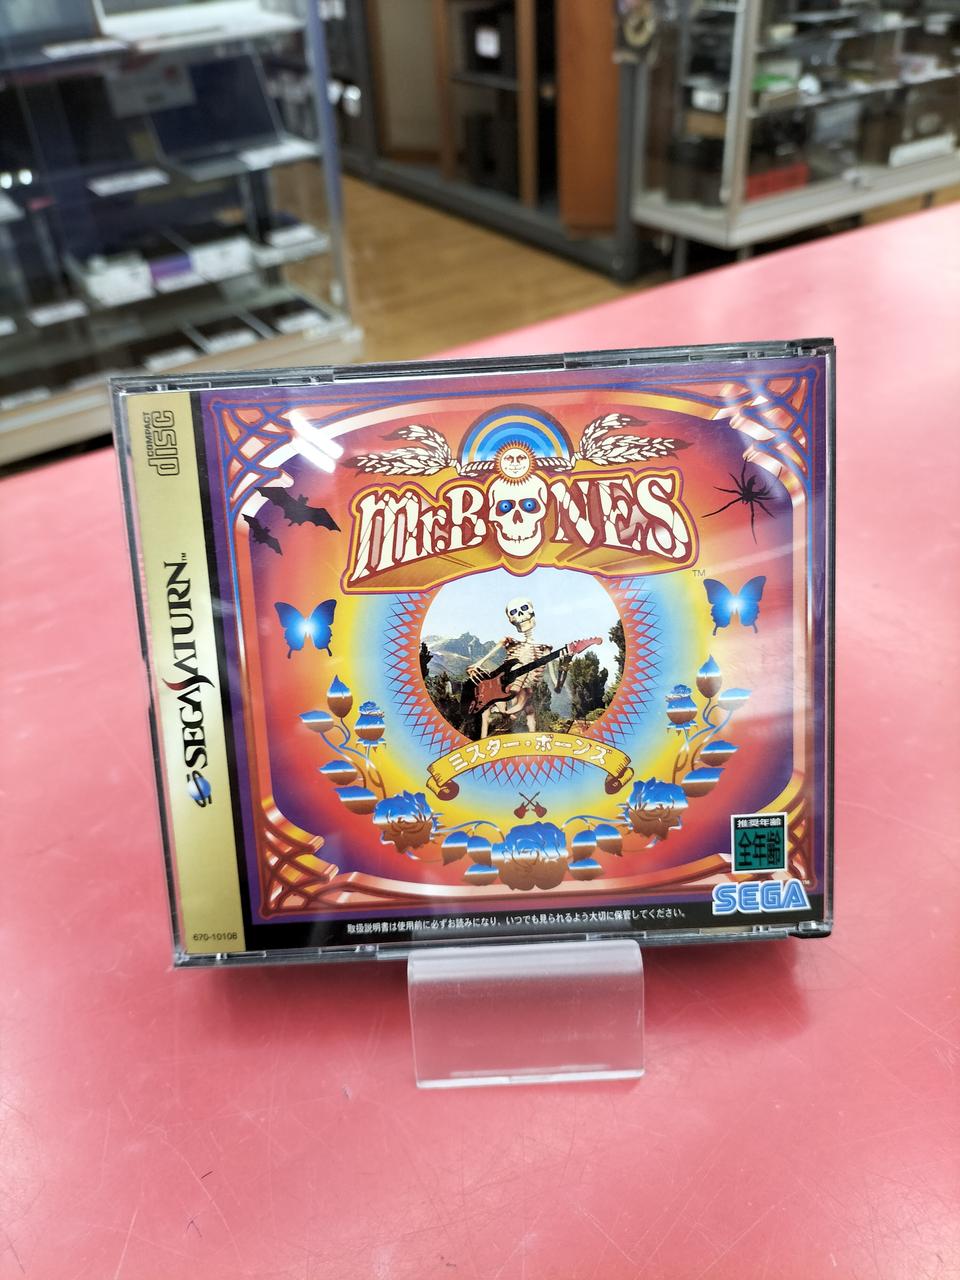 COMPACT
disc
SEGA SATURN™
670-10106
Mr. BONES
TM
ミスター・ボーンズ
推奨年齢
全年齢
SEGA™
取扱説明書は使用前に必ずお読みになり、いつでも見られるよう大切に保管してください。